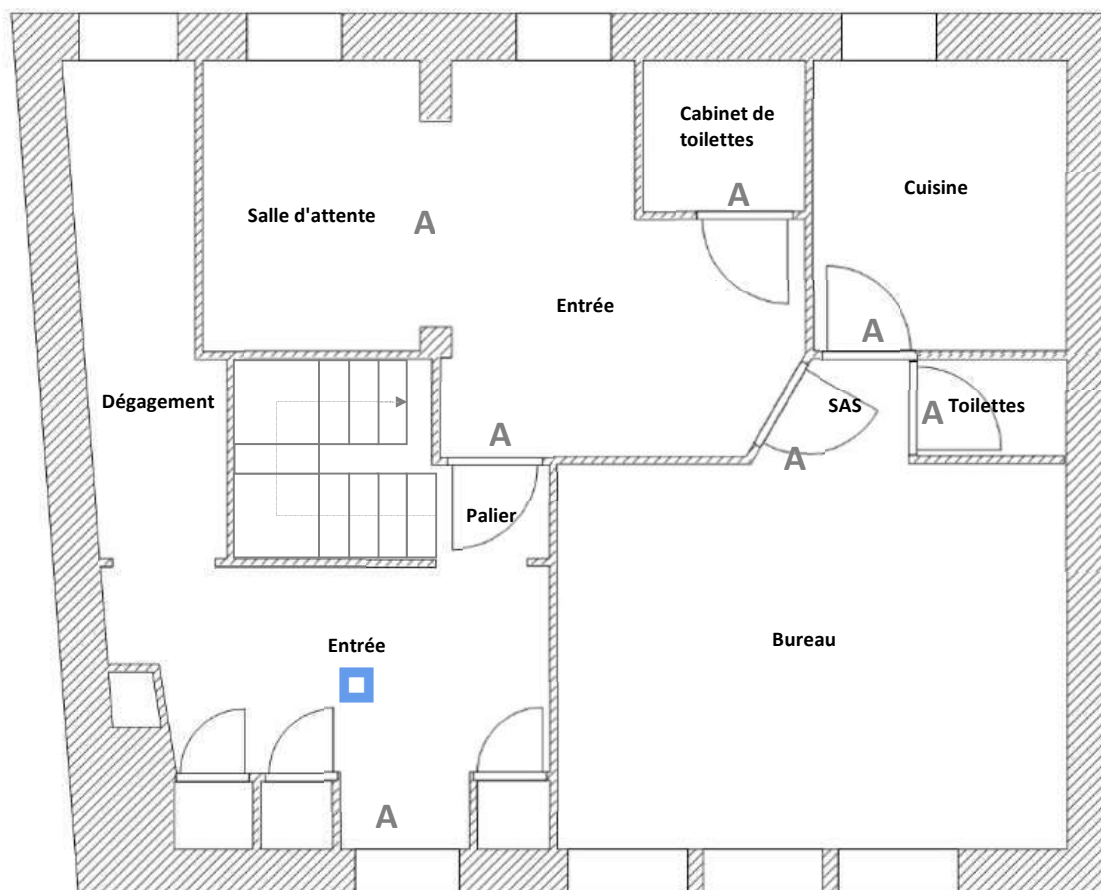 Cabinet de
toilettes
A
Cuisine
Salle d'attente
A
Entrée
A
Dégagement
SAS
A
Toilettes
A
A
Palier
Entrée
Bureau
A